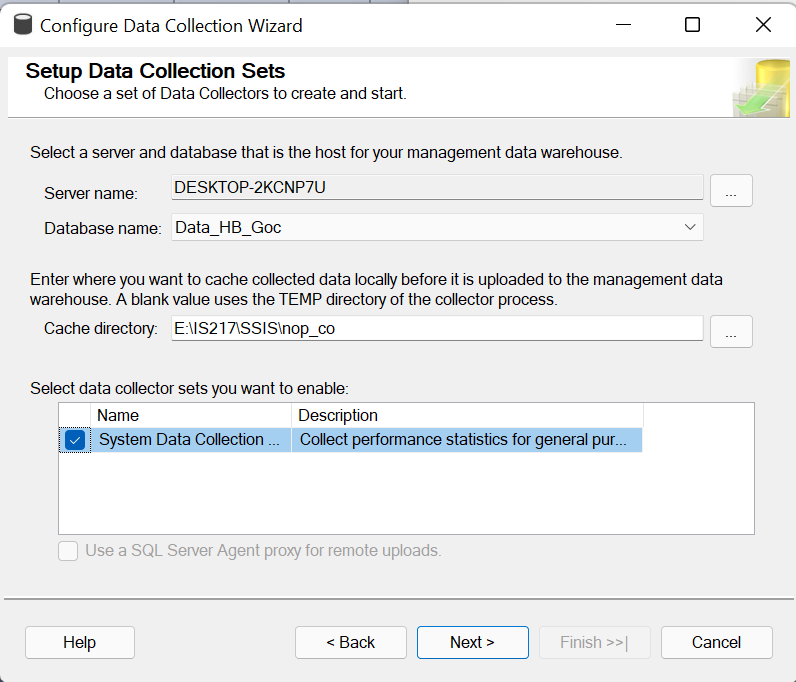 Configure Data Collection Wizard
Setup Data Collection Sets
Choose a set of Data Collectors to create and start.
Select a server and database that is the host for your management data warehouse.
Server name: DESKTOP-2KCNP7U ...
Database name: Data_HB_Goc
Enter where you want to cache collected data locally before it is uploaded to the management data
warehouse. A blank value uses the TEMP directory of the collector process.
Cache directory: E:\IS217\SSIS\nop_co ...
Select data collector sets you want to enable:
Name Description
System Data Collection ... Collect performance statistics for general pur...
Use a SQL Server Agent proxy for remote uploads.
Help < Back Next > Finish >>| Cancel